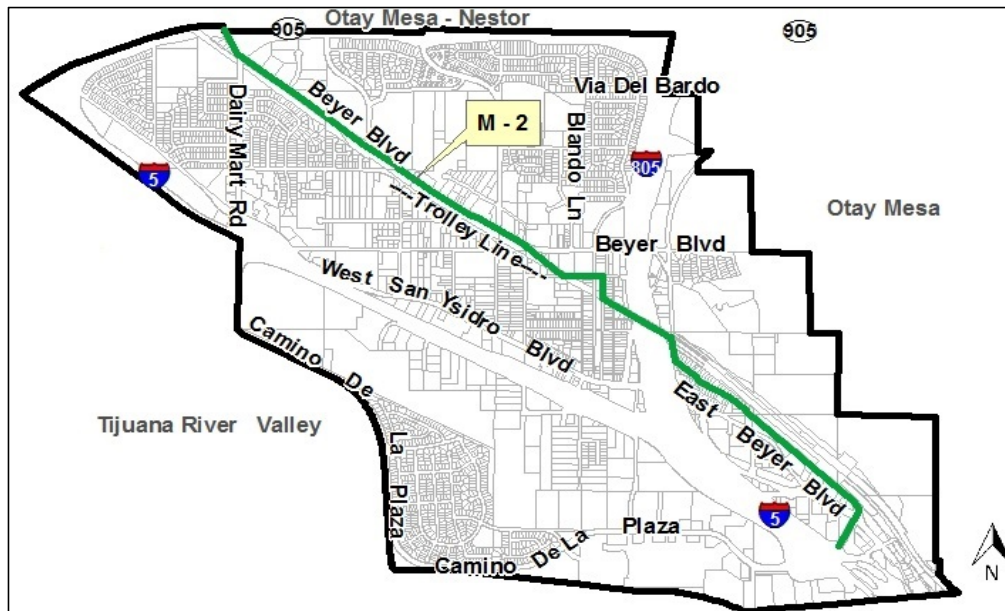 Otay Mesa - Nestor
905
905
Via Del Bardo
Beyer Blvd
M - 2
Dairy Mart Rd
Blando Ln
5
805
Otay Mesa
---Trolley Line---
Beyer Blvd
West San Ysidro Blvd
Camino De La Plaza
Tijuana River Valley
East Beyer Blvd
5
Camino De La Plaza
N